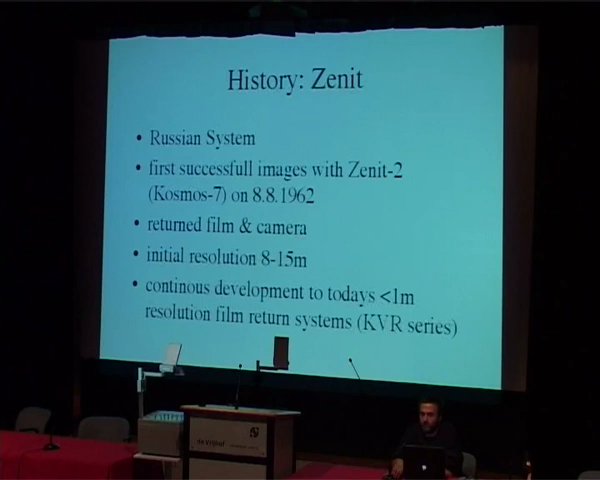 History: Zenit
• Russian System
• first successfull images with Zenit-2
(Kosmos-7) on 8.8.1962
• returned film & camera
• initial resolution 8-15m
• continous development to todays <1m
resolution film return systems (KVR series)